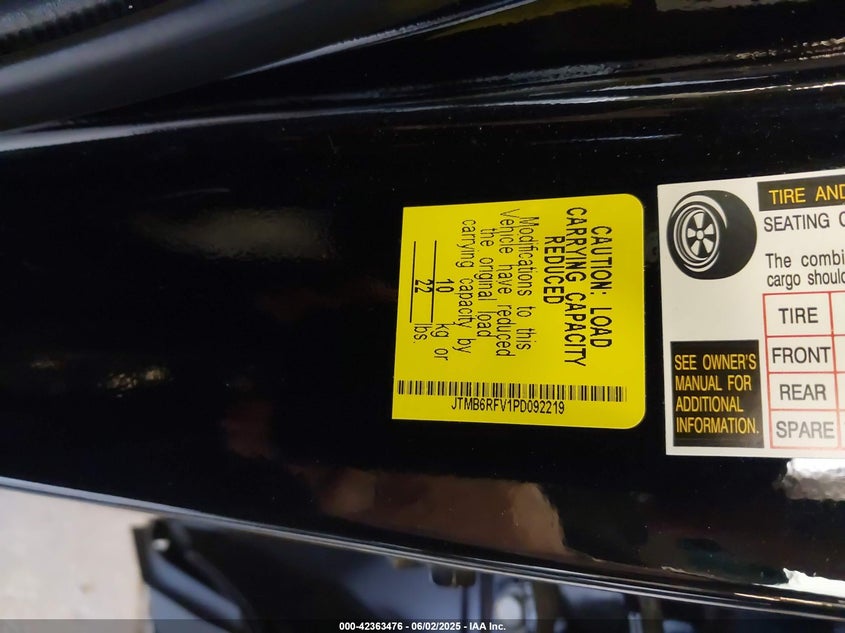 CAUTION: LOAD
CARRYING CAPACITY
REDUCED
Modifications to this
Vehicle have reduced
the original load
carrying capacity by
10 kg or
22 lbs.
JTMB6RFV1PD092219
TIRE AND
SEATING
The combi
cargo shoul
TIRE
FRONT
REAR
SPARE
SEE OWNER'S
MANUAL FOR
ADDITIONAL
INFORMATION.
000-42363476 - 06/02/2025 - IAA Inc.